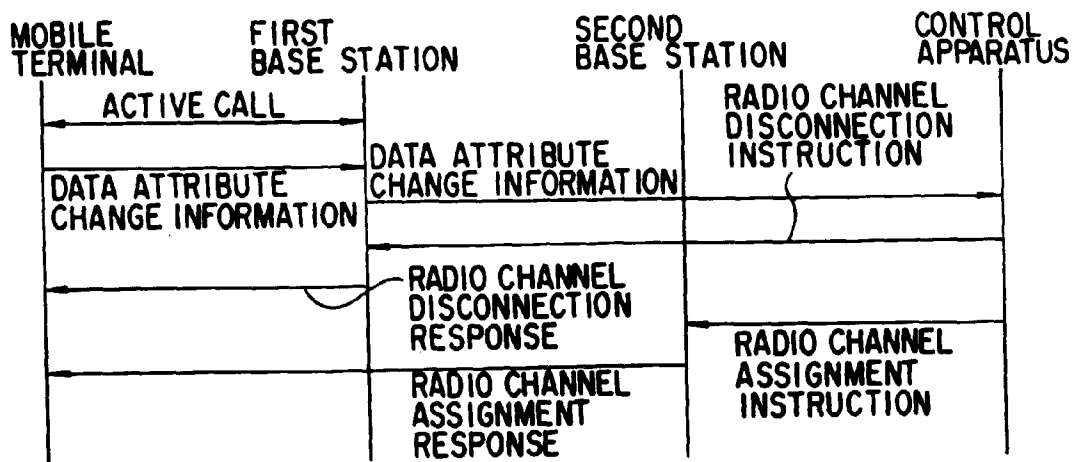 MOBILE
TERMINAL
FIRST
BASE STATION
SECOND
BASE STATION
CONTROL
APPARATUS
ACTIVE CALL
RADIO CHANNEL
DISCONNECTION
INSTRUCTION
DATA ATTRIBUTE
CHANGE INFORMATION
DATA ATTRIBUTE
CHANGE INFORMATION
RADIO CHANNEL
DISCONNECTION
RESPONSE
RADIO CHANNEL
ASSIGNMENT
INSTRUCTION
RADIO CHANNEL
ASSIGNMENT
RESPONSE